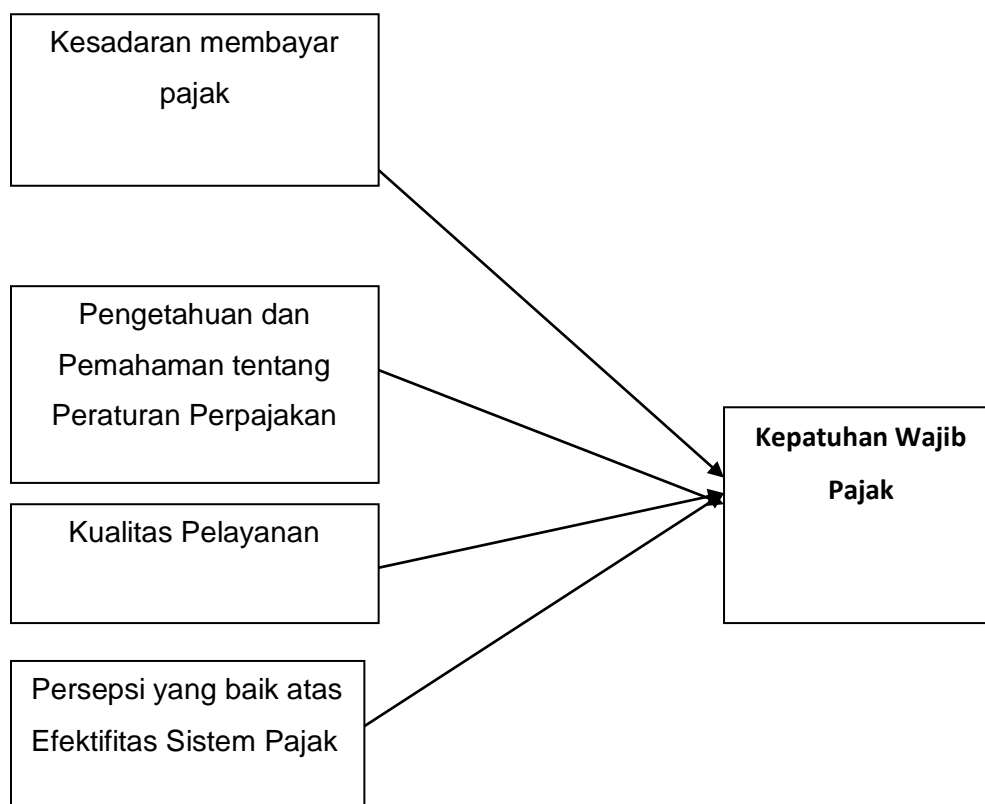 Kesadaran membayar
pajak
Pengetahuan dan
Pemahaman tentang
Peraturan Perpajakan
Kualitas Pelayanan
Persepsi yang baik atas
Efektifitas Sistem Pajak
Kepatuhan Wajib
Pajak